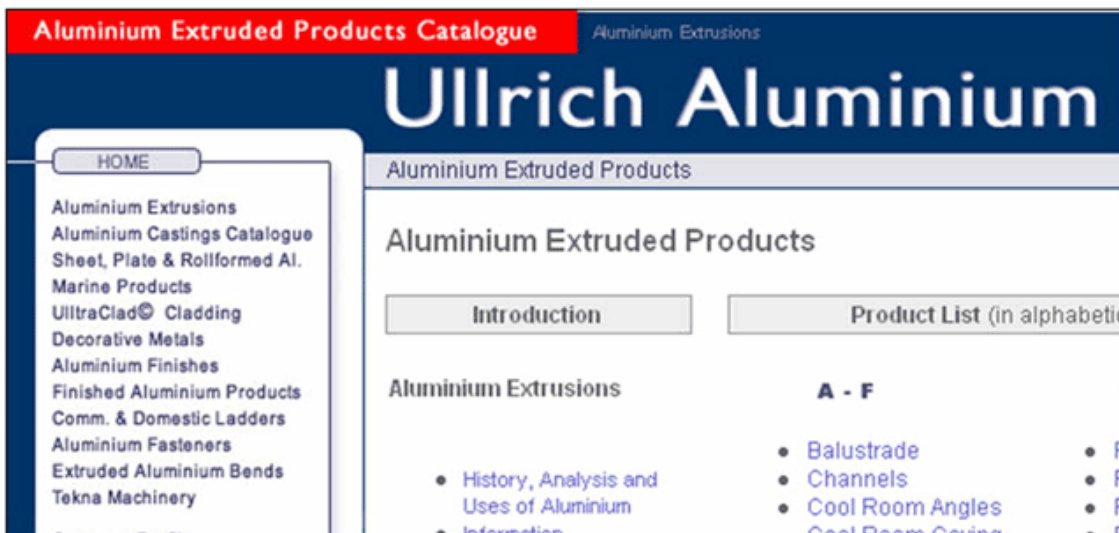 Aluminium Extruded Products Catalogue
Aluminium Extrusions
Ullrich Aluminium
HOME
Aluminium Extrusions
Aluminium Castings Catalogue
Sheet, Plate & Rollformed Al.
Marine Products
UlltraClad© Cladding
Decorative Metals
Aluminium Finishes
Finished Aluminium Products
Comm. & Domestic Ladders
Aluminium Fasteners
Extruded Aluminium Bends
Tekna Machinery
Aluminium Extruded Products
Aluminium Extruded Products
Introduction
Product List (in alphabeti
Aluminium Extrusions
History, Analysis and
Uses of Aluminium
Information
A - F
Balustrade
Channels
Cool Room Angles
Cool Room